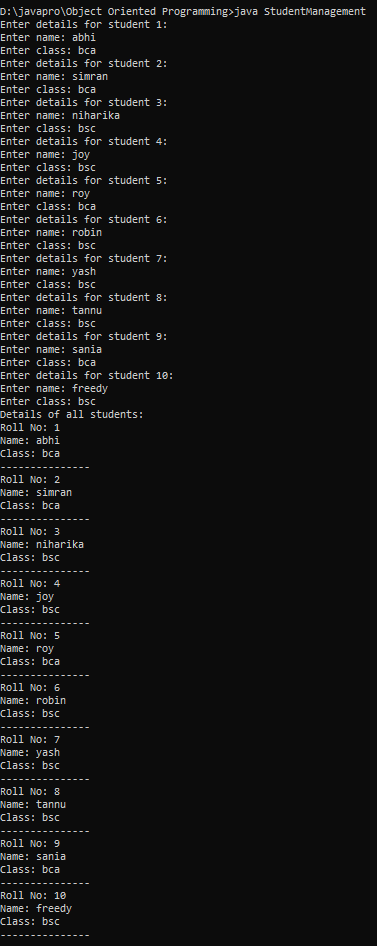 D:\javapro\Object Oriented Programming>java StudentManagement
Enter details for student 1:
Enter name: abhi
Enter class: bca
Enter details for student 2:
Enter name: simran
Enter class: bca
Enter details for student 3:
Enter name: niharika
Enter class: bsc
Enter details for student 4:
Enter name: joy
Enter class: bsc
Enter details for student 5:
Enter name: roy
Enter class: bca
Enter details for student 6:
Enter name: robin
Enter class: bsc
Enter details for student 7:
Enter name: yash
Enter class: bsc
Enter details for student 8:
Enter name: tannu
Enter class: bsc
Enter details for student 9:
Enter name: sania
Enter class: bca
Enter details for student 10:
Enter name: freedy
Enter class: bsc
Details of all students:
Roll No: 1
Name: abhi
Class: bca
---------------
Roll No: 2
Name: simran
Class: bca
---------------
Roll No: 3
Name: niharika
Class: bsc
---------------
Roll No: 4
Name: joy
Class: bsc
---------------
Roll No: 5
Name: roy
Class: bca
---------------
Roll No: 6
Name: robin
Class: bsc
---------------
Roll No: 7
Name: yash
Class: bsc
---------------
Roll No: 8
Name: tannu
Class: bsc
---------------
Roll No: 9
Name: sania
Class: bca
---------------
Roll No: 10
Name: freedy
Class: bsc
---------------